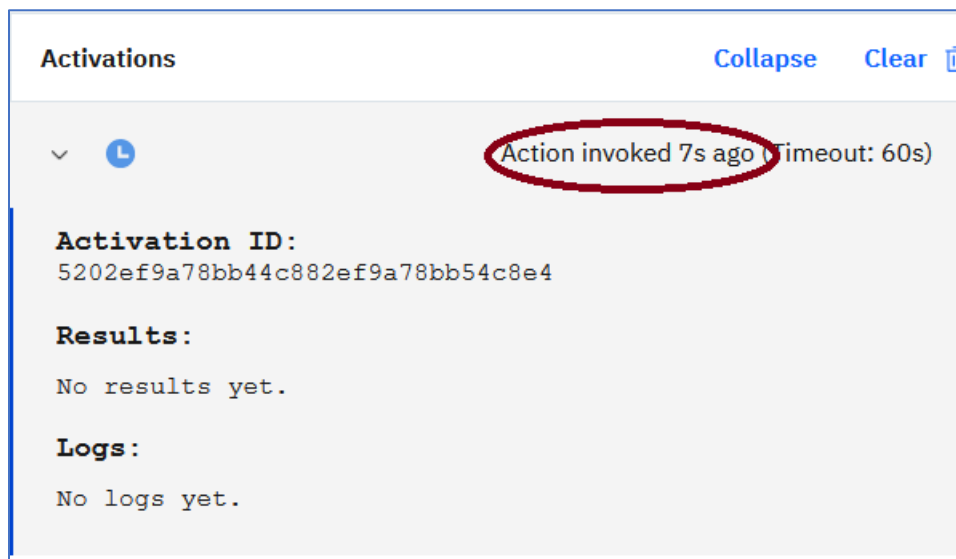 Activations Collapse Clear
Action invoked 7s ago (Timeout: 60s)
Activation ID:
5202ef9a78bb44c882ef9a78bb54c8e4
Results:
No results yet.
Logs:
No logs yet.